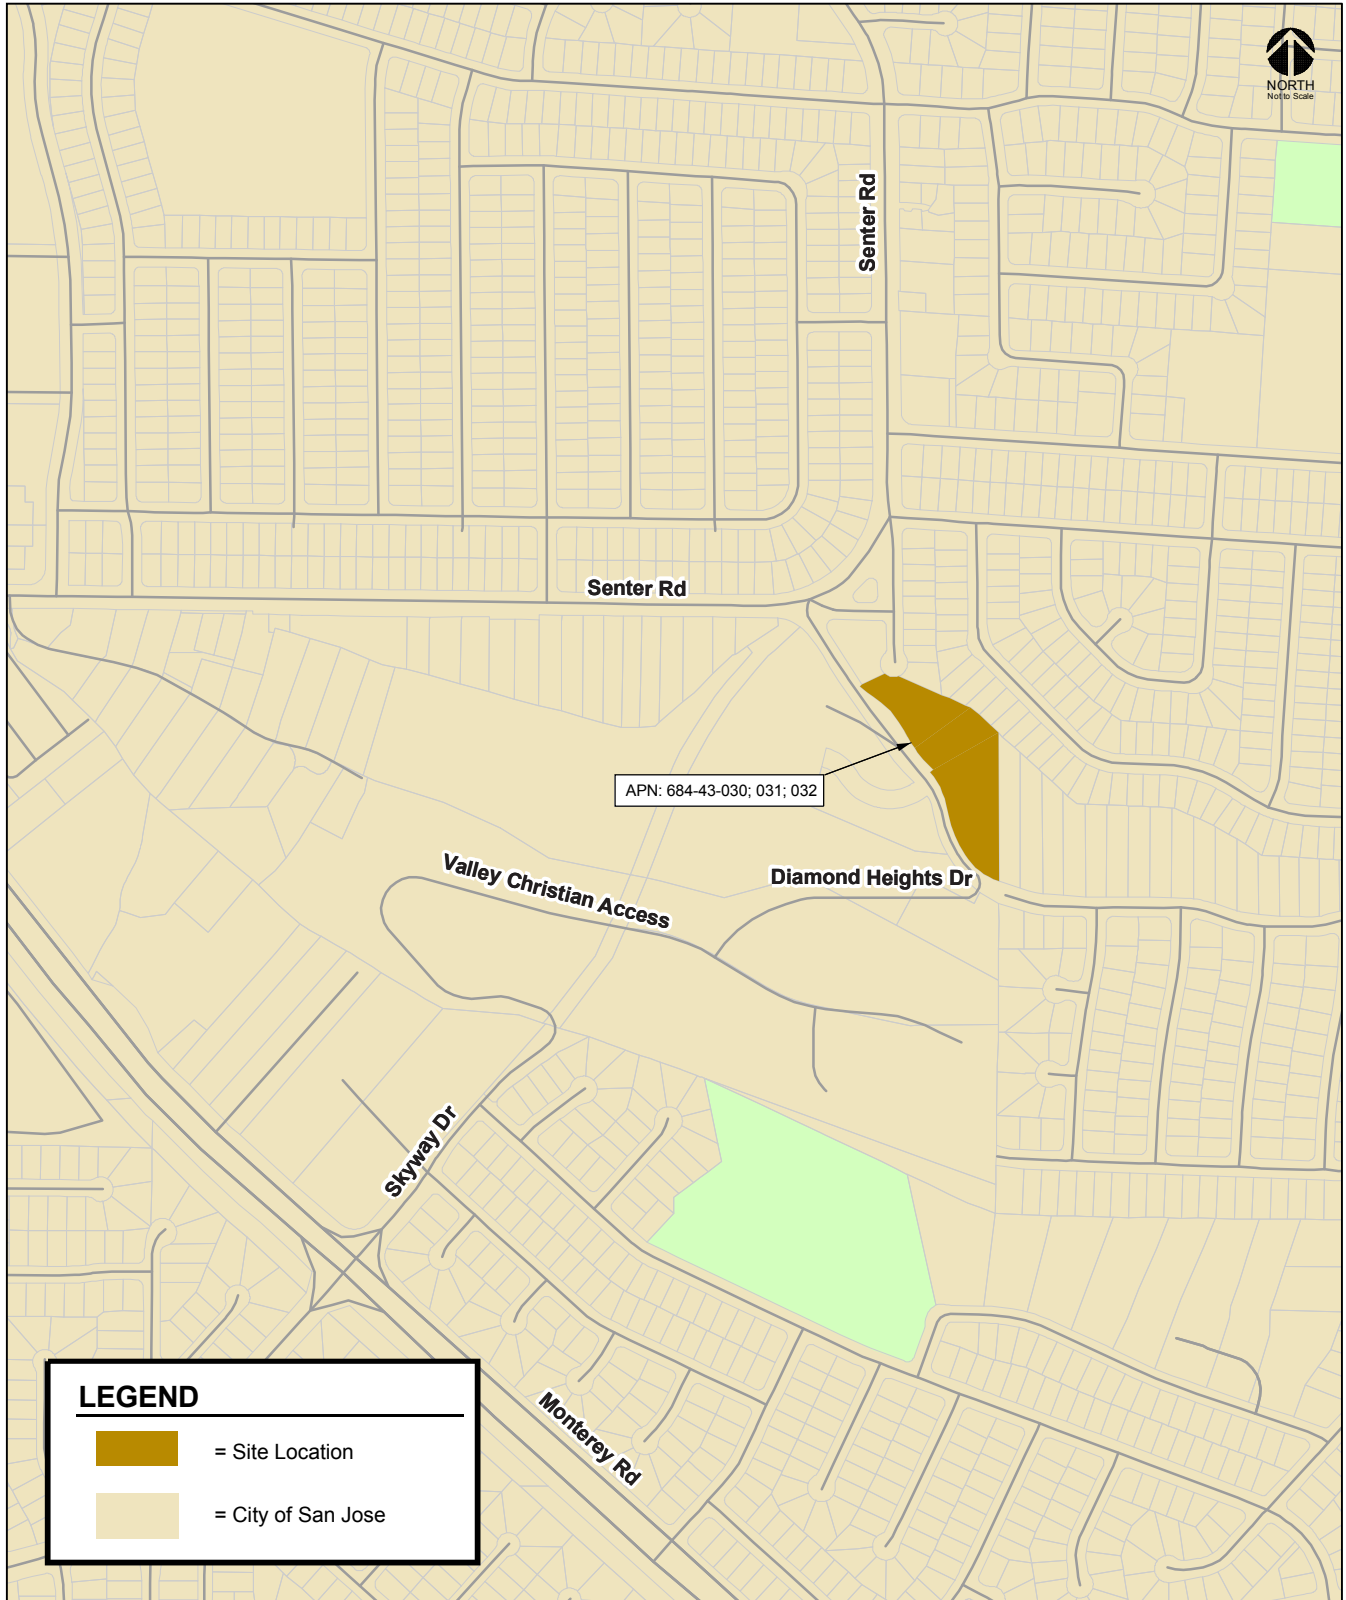 NORTH
Not to Scale
Senter Rd
Senter Rd
APN: 684-43-030; 031; 032
Valley Christian Access
Diamond Heights Dr
Skyway Dr
Monterey Rd
LEGEND
= Site Location
= City of San Jose